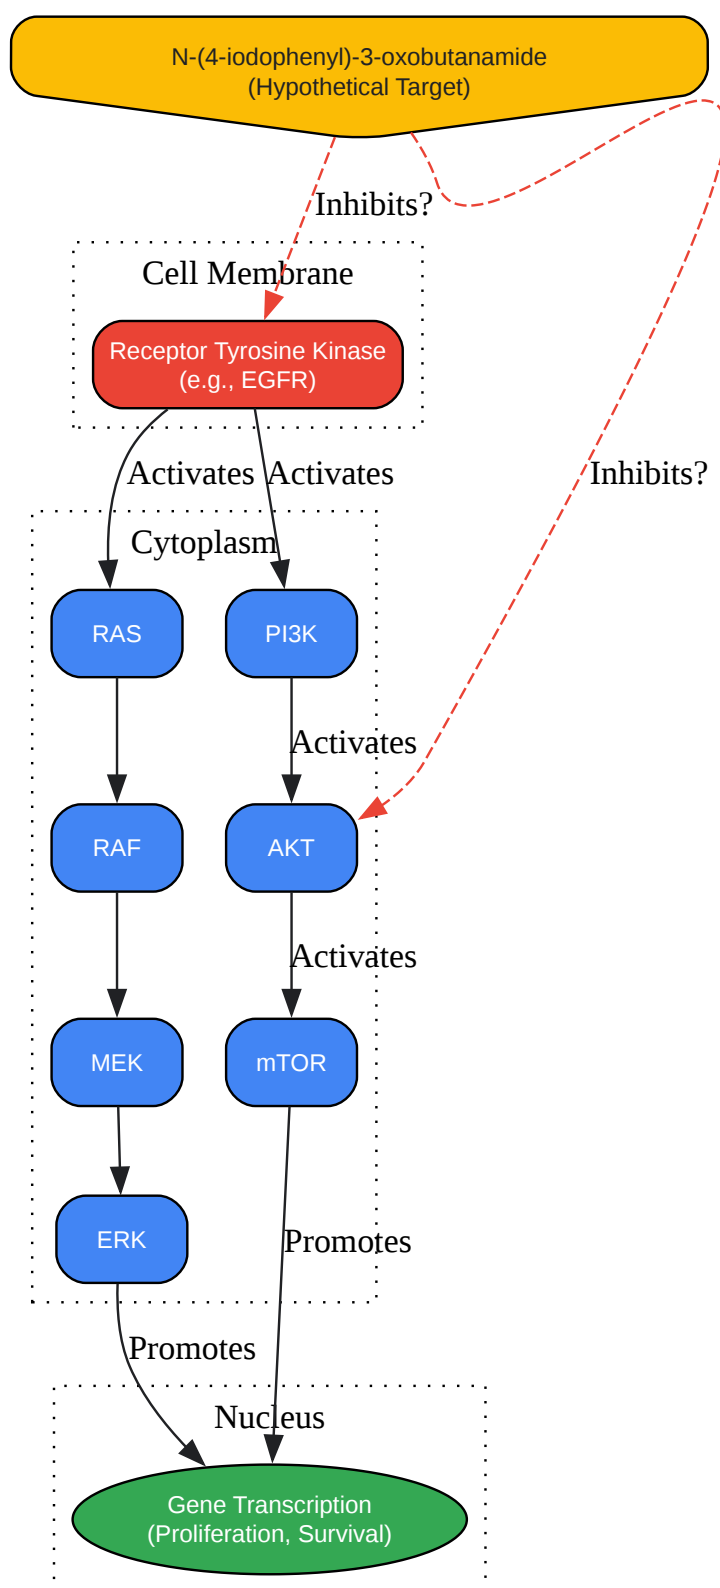 N-(4-iodophenyl)-3-oxobutanamide
(Hypothetical Target)
Inhibits?
Cell Membrane
Receptor Tyrosine Kinase
(e.g., EGFR)
Activates
Activates
Inhibits?
Cytoplasm
RAS
PI3K
Activates
RAF
AKT
Activates
MEK
mTOR
ERK
Promotes
Promotes
Nucleus
Gene Transcription
(Proliferation, Survival)